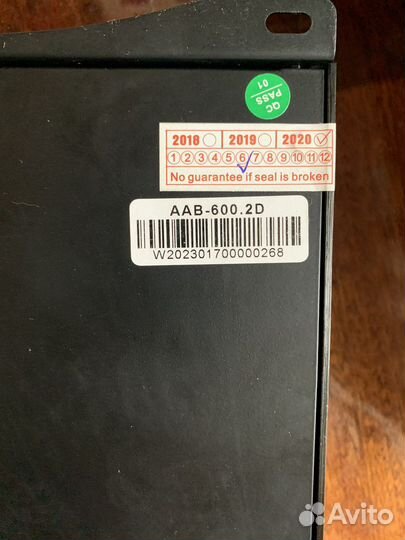 QC
PASS
01
2018 2019 2020
1 2 3 4 5 6 7 8 9 10 11 12
No guarantee if seal is broken
AAB-600.2D
W202301700000268
Avito